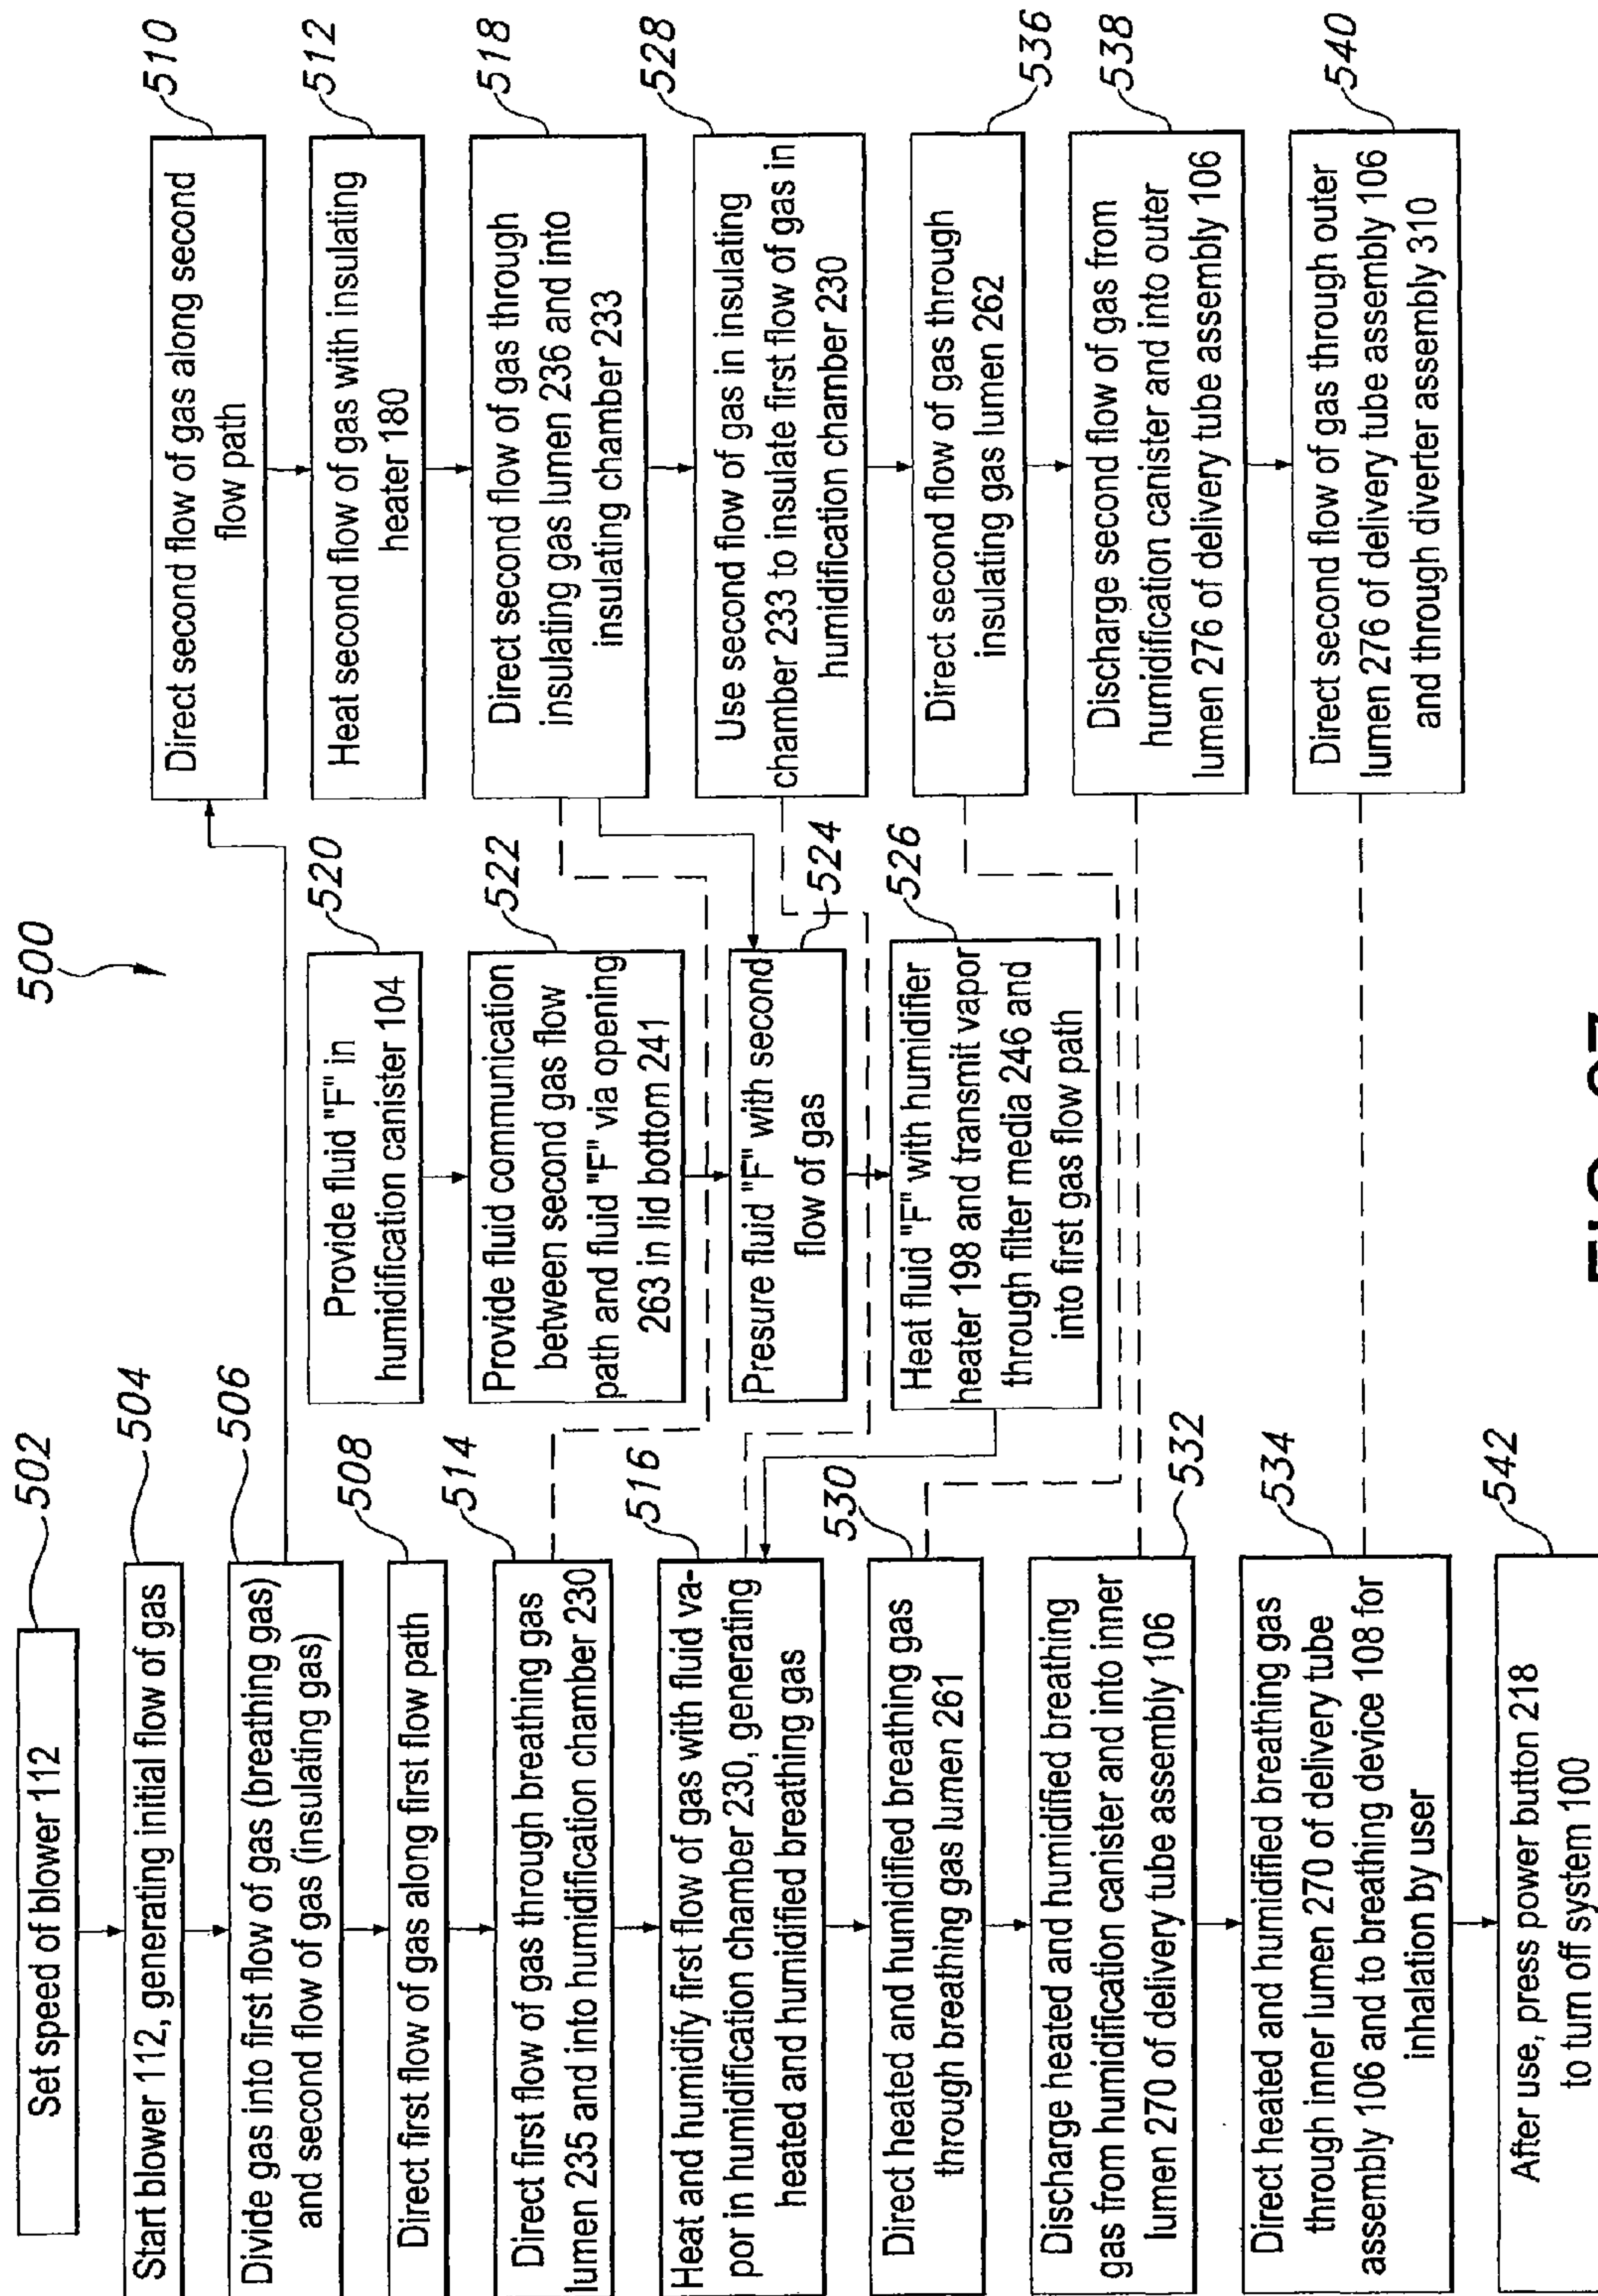 500
Set speed of blower 112
502
Start blower 112, generating initial flow of gas
504
Divide gas into first flow of gas (breathing gas)
and second flow of gas (insulating gas)
506
Direct first flow of gas along first flow path
508
Direct first flow of gas through breathing gas
lumen 235 and into humidification chamber 230
514
Heat and humidify first flow of gas with fluid va-
por in humidification chamber 230, generating
heated and humidified breathing gas
516
Direct heated and humidified breathing gas
through breathing gas lumen 261
530
Discharge heated and humidified breathing
gas from humidification canister and into inner
lumen 270 of delivery tube assembly 106
532
Direct heated and humidified breathing gas
through inner lumen 270 of delivery tube
assembly 106 and to breathing device 108 for
inhalation by user
534
After use, press power button 218
to turn off system 100
542
Provide fluid "F" in
humidification canister 104
520
Provide fluid communication
between second gas flow
path and fluid "F" via opening
263 in lid bottom 241
522
Presure fluid "F" with second
flow of gas
524
Heat fluid "F" with humidifier
heater 198 and transmit vapor
through filter media 246 and
into first gas flow path
526
Direct second flow of gas along second
flow path
510
Heat second flow of gas with insulating
heater 180
512
Direct second flow of gas through
insulating gas lumen 236 and into
insulating chamber 233
518
Use second flow of gas in insulating
chamber 233 to insulate first flow of gas in
humidification chamber 230
528
Direct second flow of gas through
insulating gas lumen 262
536
Discharge second flow of gas from
humidification canister and into outer
lumen 276 of delivery tube assembly 106
538
Direct second flow of gas through outer
lumen 276 of delivery tube assembly 106
and through diverter assembly 310
540